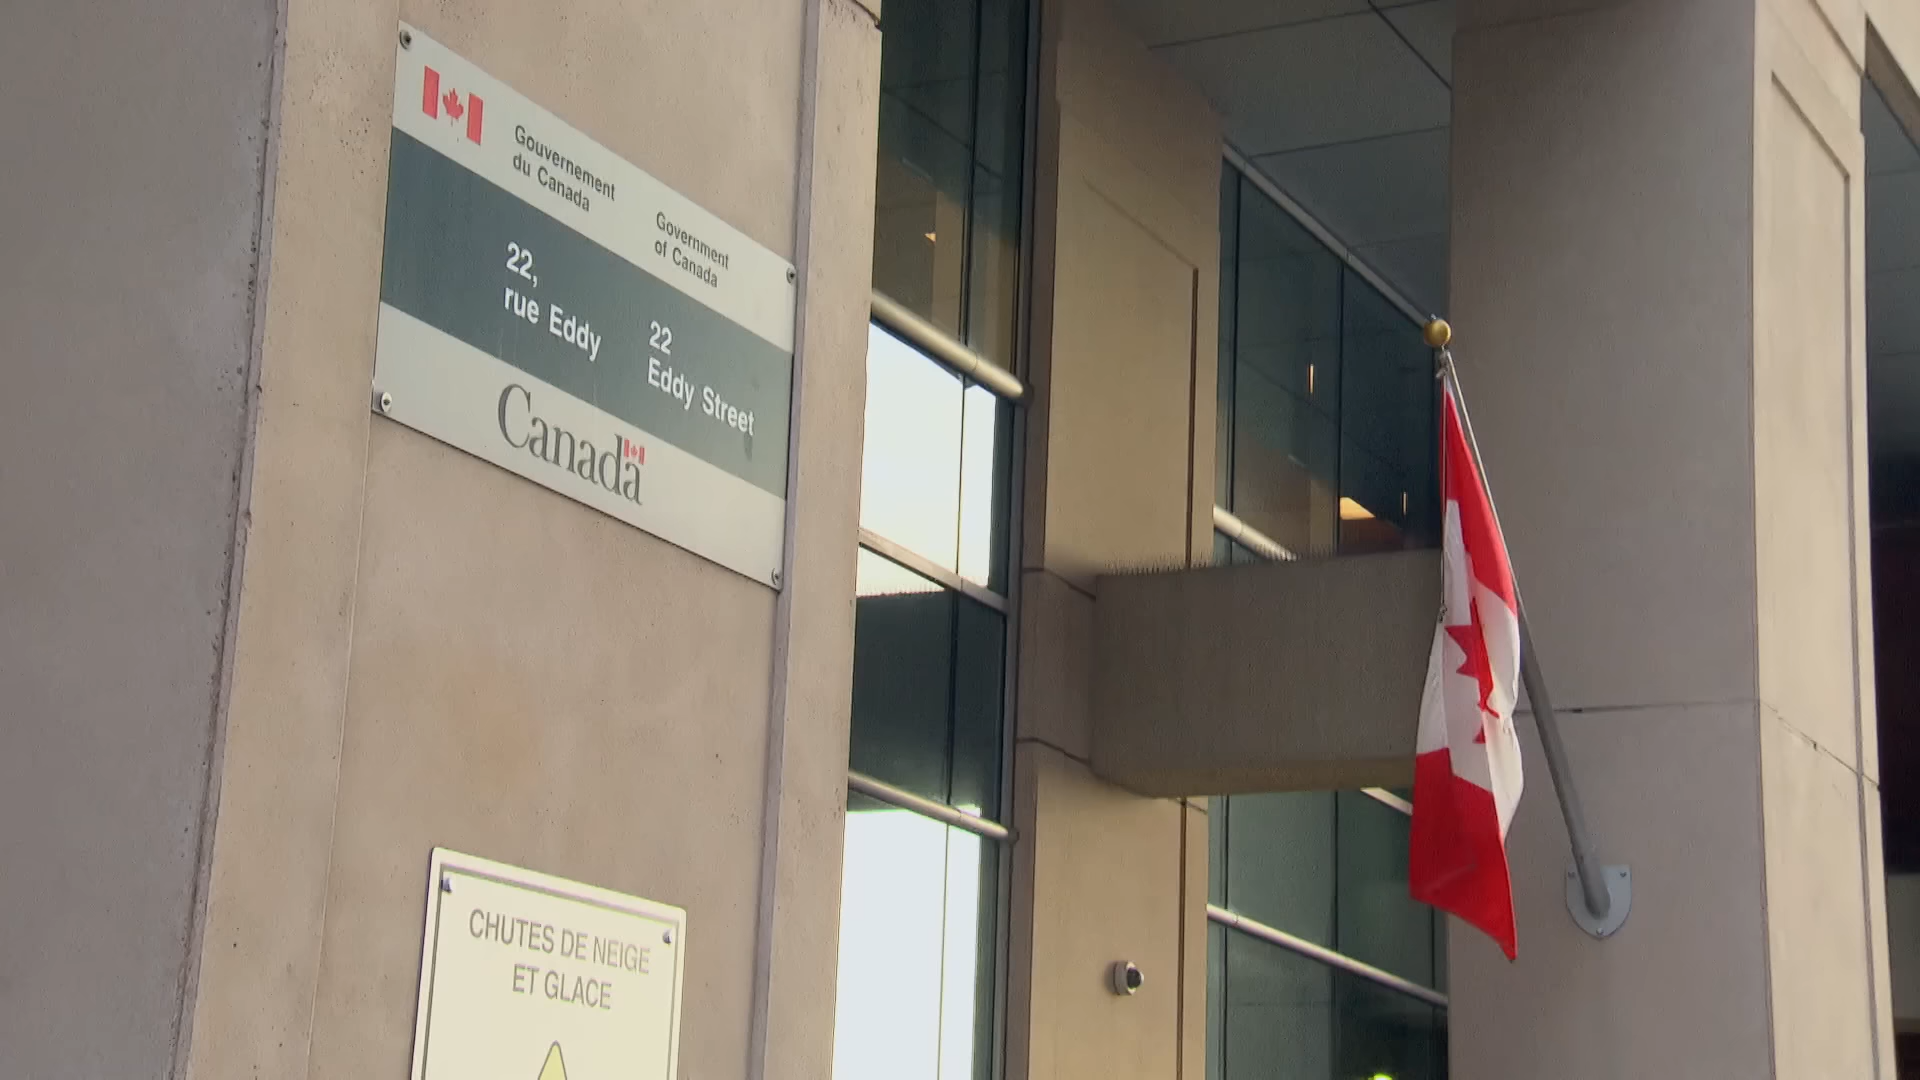 Gouvernement
du Canada
Government
of Canada
22,
rue Eddy
22
Eddy Street
Canada
CHUTES DE NEIGE
ET GLACE